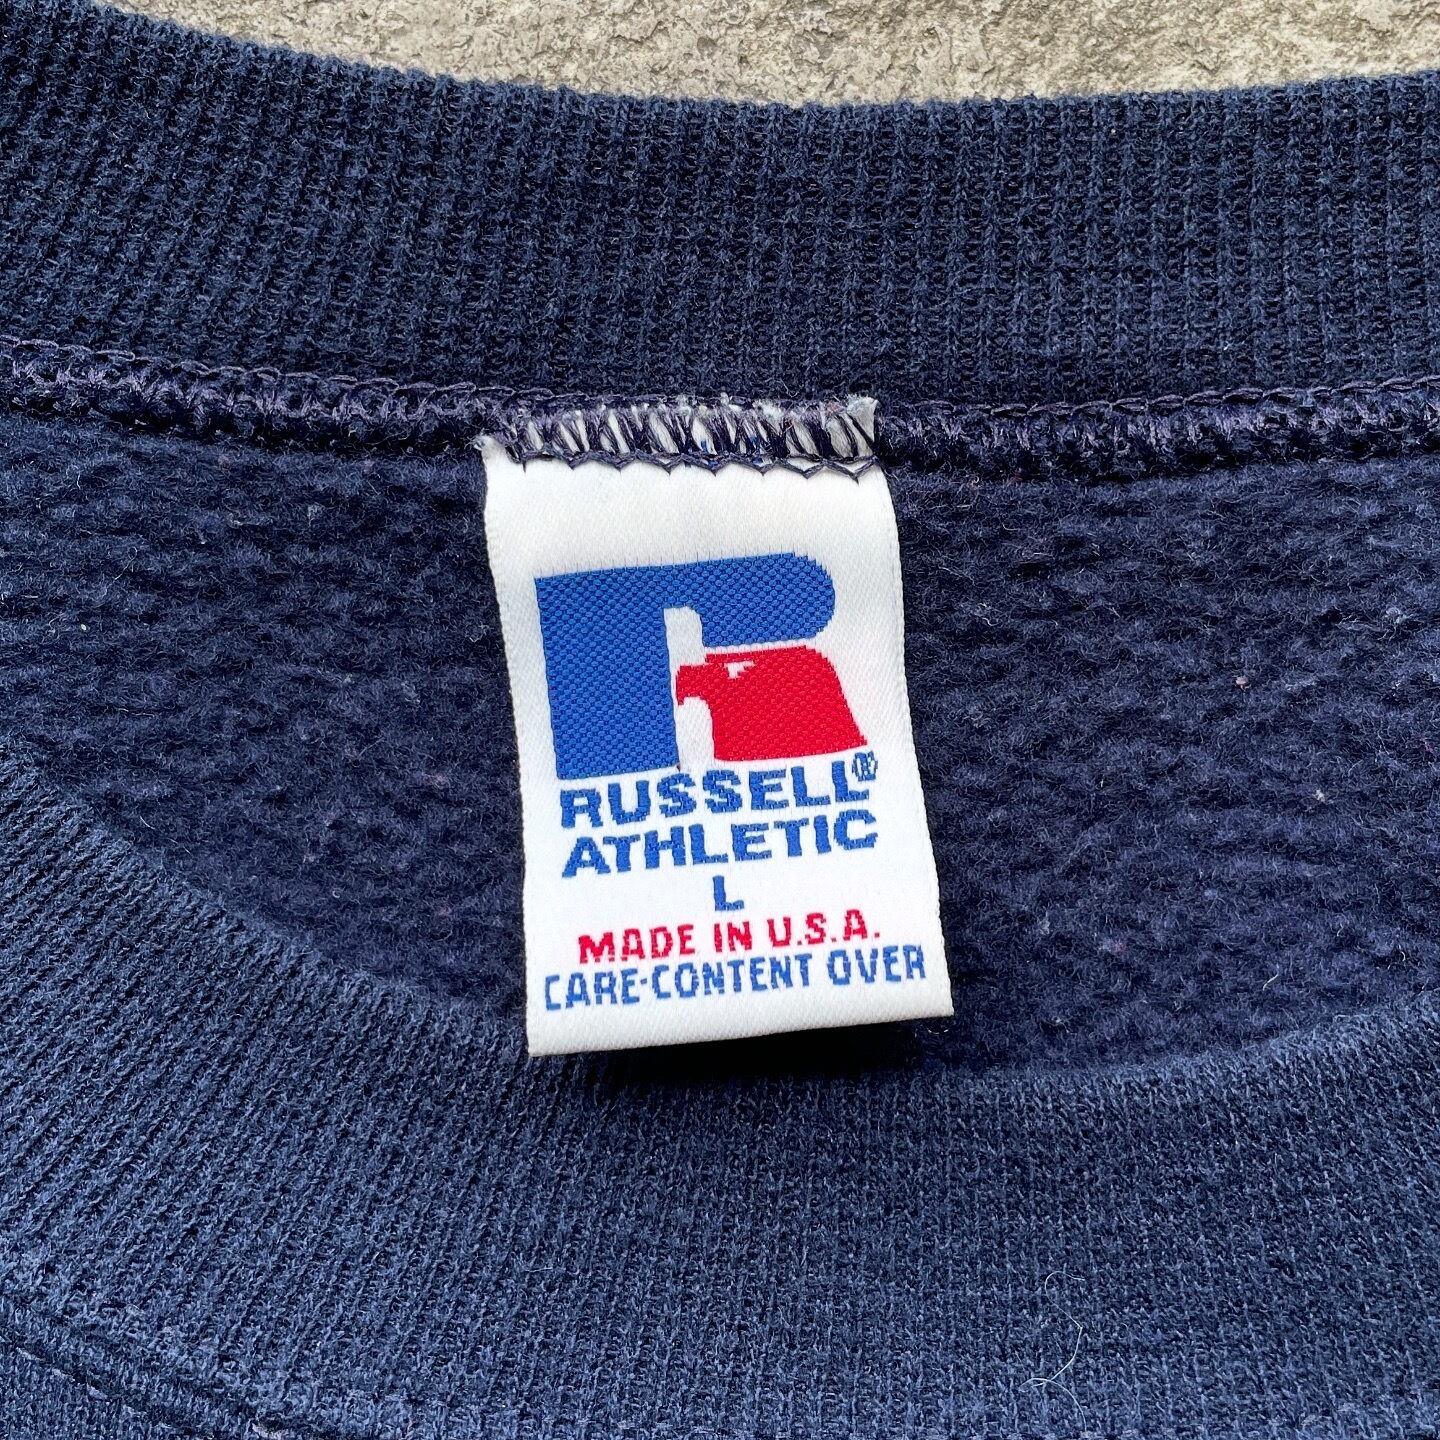 RUSSELL®
ATHLETIC
L
MADE IN U.S.A.
CARE-CONTENT OVER